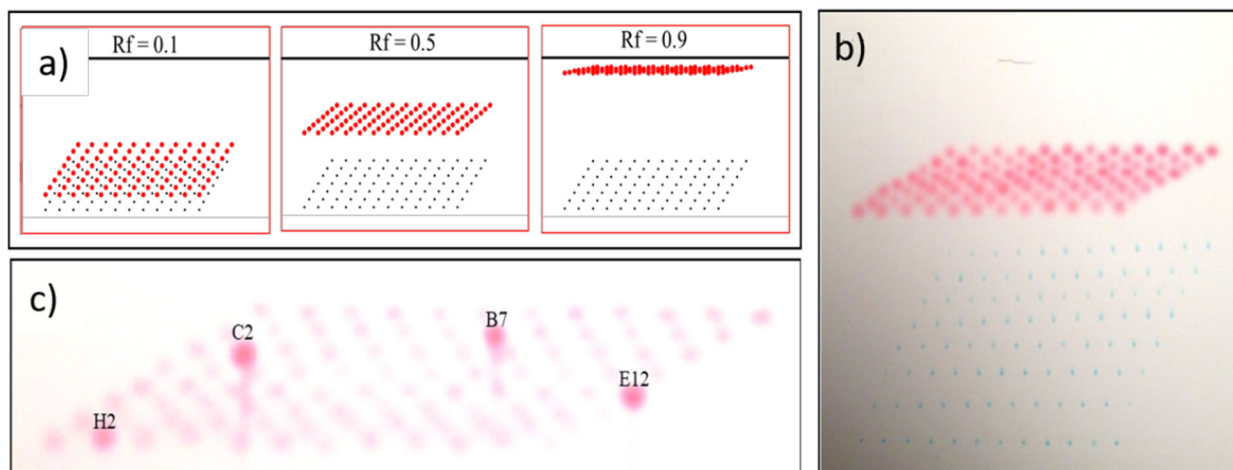 a)
Rf = 0.1
Rf = 0.5
Rf = 0.9
b)
c)
C2
B7
E12
H2